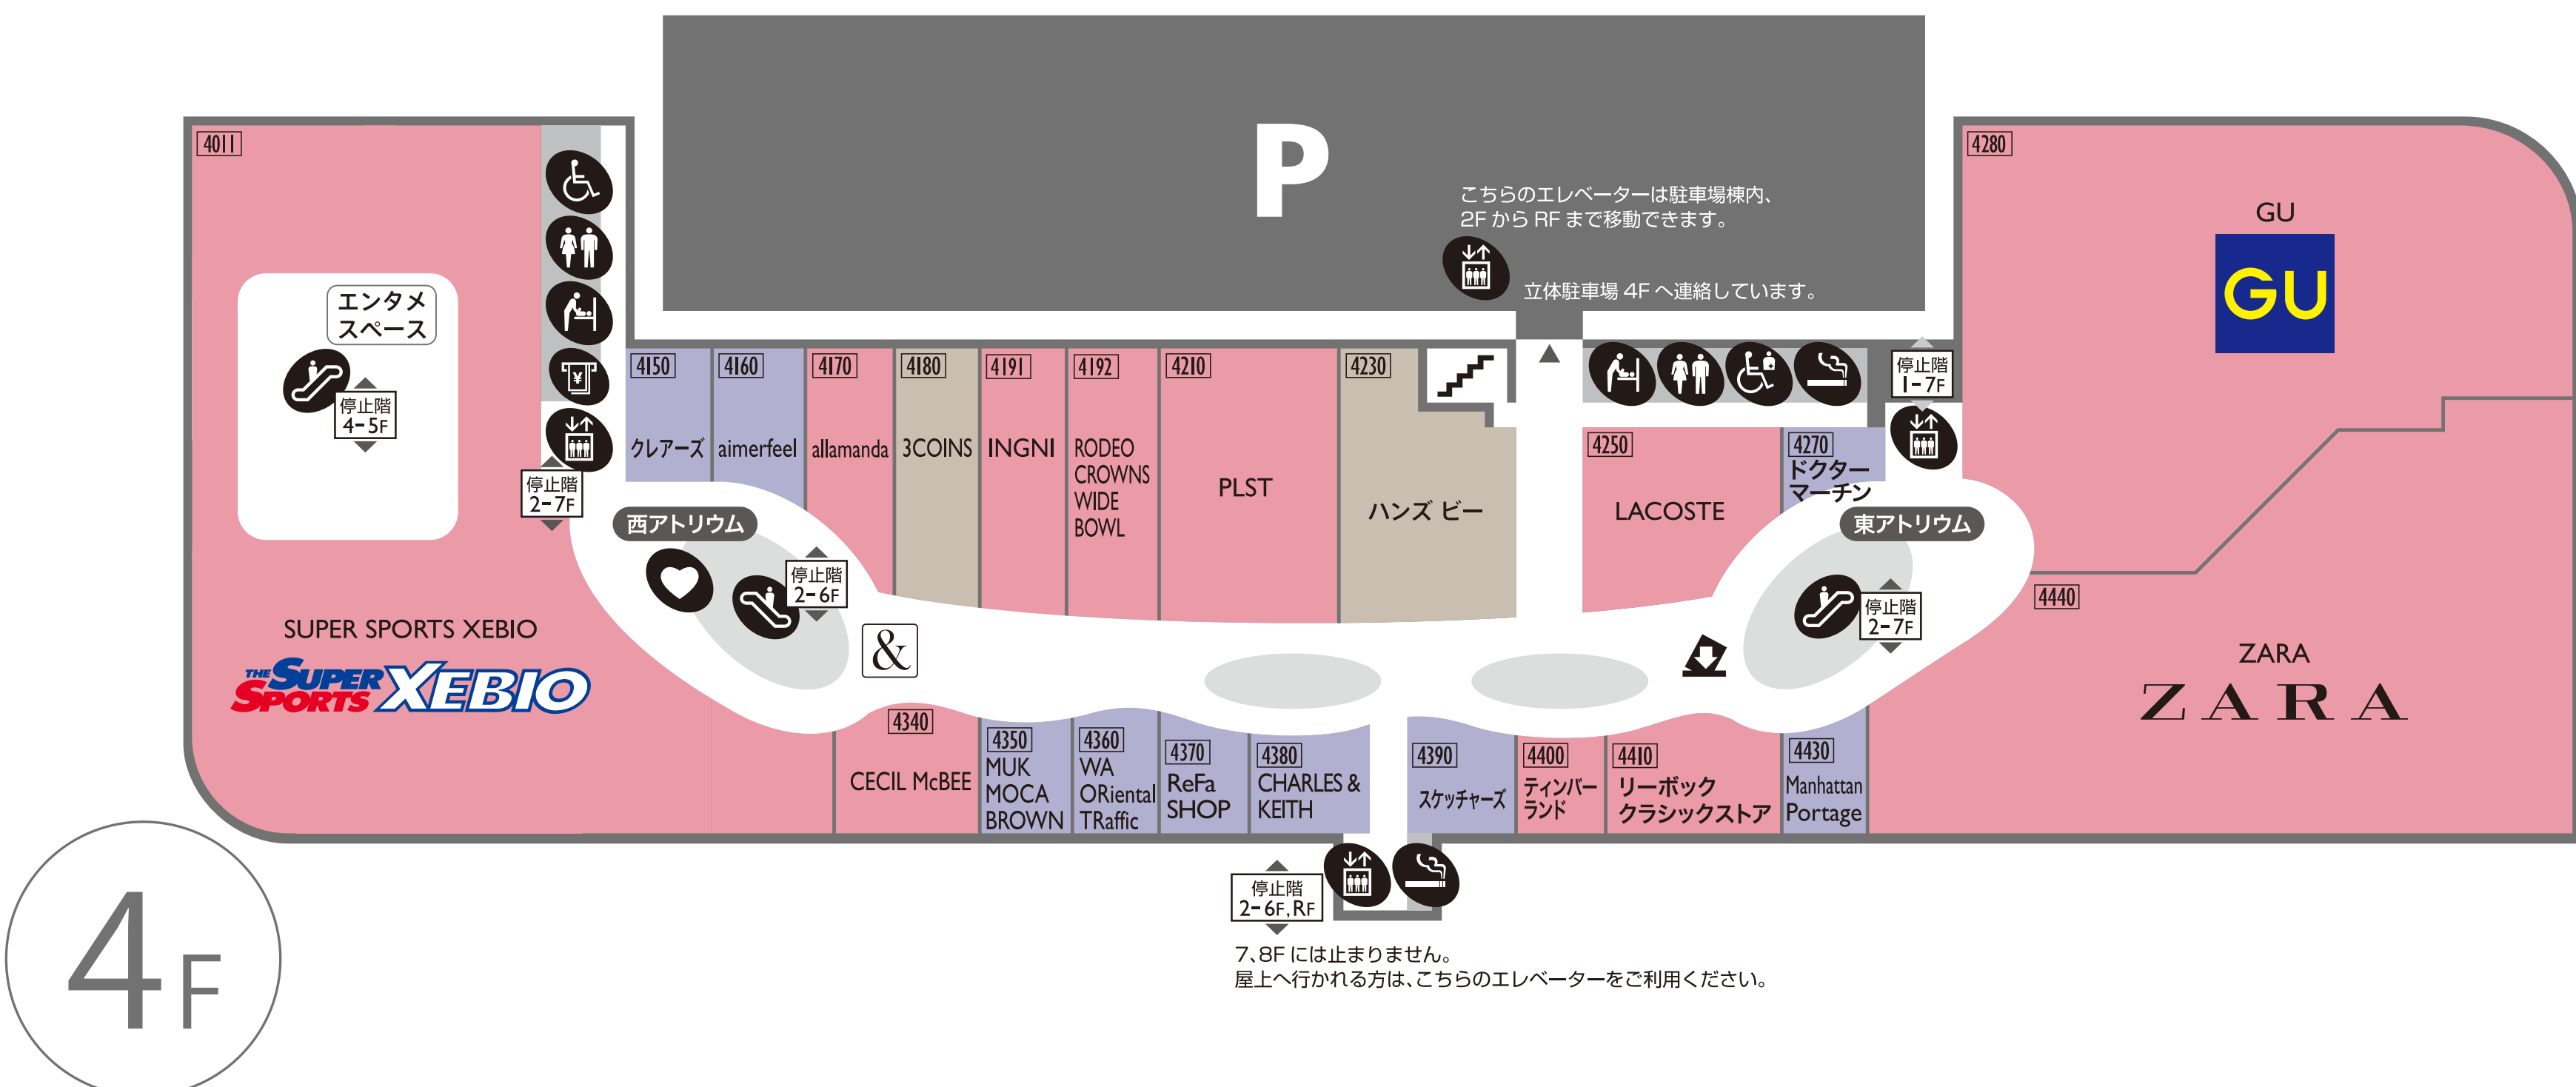 P
こちらのエレベーターは駐車場棟内、
2FからRFまで移動できます。
立体駐車場4Fへ連絡しています。
4011
エンタメ
スペース
停止階
4-5F
停止階
2-7F
SUPER SPORTS XEBIO
THE SUPER
SPORTS XEBIO
4150
クレアーズ
4160
aimerfeel
4170
allamanda
4180
3COINS
4191
INGNI
4192
RODEO
CROWNS
WIDE
BOWL
4210
PLST
4230
ハンズ ビー
4250
LACOSTE
4270
ドクター
マーチン
停止階
1-7F
4280
GU
GU
西アトリウム
停止階
2-6F
&
東アトリウム
停止階
2-7F
4440
ZARA
ZARA
4340
CECIL McBEE
4350
MUK
MOCA
BROWN
4360
WA
ORiental
TRaffic
4370
ReFa
SHOP
4380
CHARLES &
KEITH
4390
スケッチャーズ
4400
ティンバー
ランド
4410
リーボック
クラシックストア
4430
Manhattan
Portage
停止階
2-6F,RF
7、8Fには止まりません。
屋上へ行かれる方は、こちらのエレベーターをご利用ください。
4F